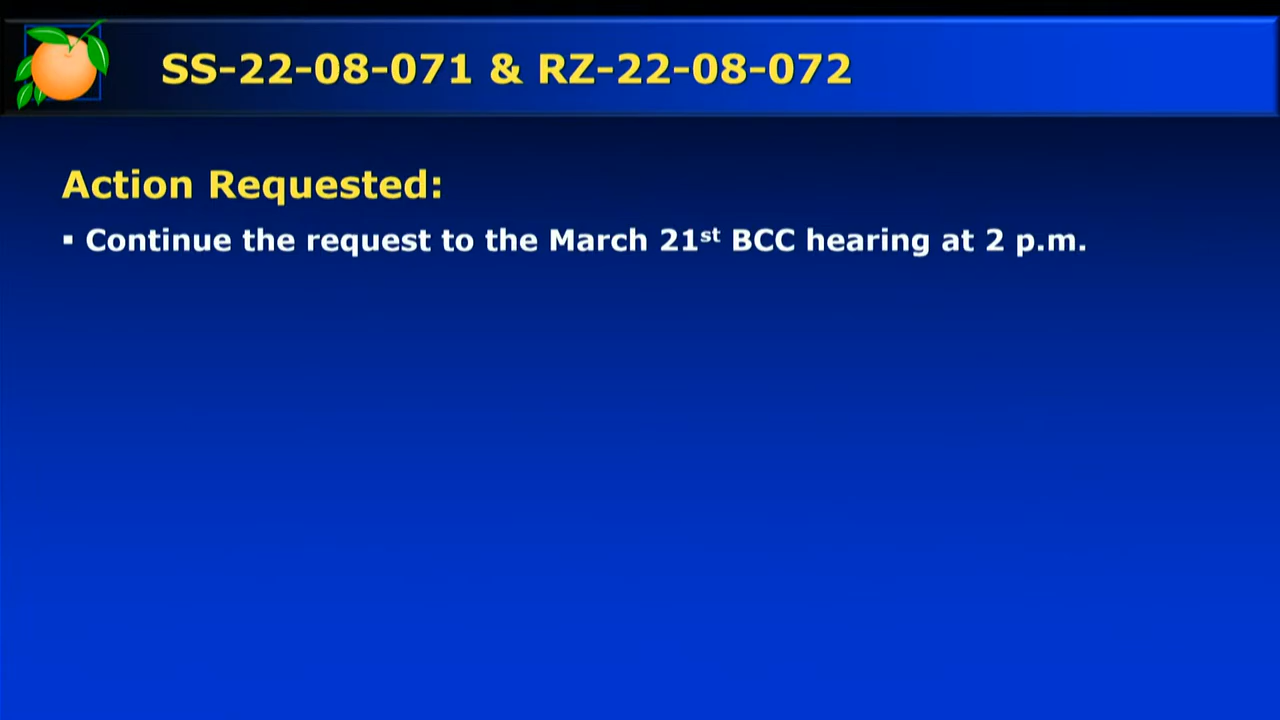 SS-22-08-071 & RZ-22-08-072
Action Requested:
▪ Continue the request to the March 21st BCC hearing at 2 p.m.